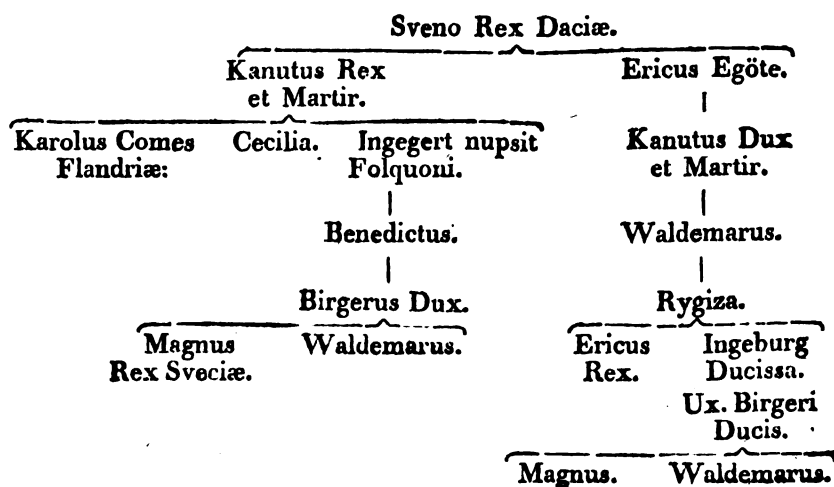 Sveno Rex Daciæ.
Kanutus Rex
et Martir.
Ericus Egöte.
Karolus Comes
Flandriæ:
Cecilia.
Ingegert nupsit
Folquoni.
Kanutus Dux
et Martir.
Benedictus.
Waldemarus.
Birgerus Dux.
Rygiza.
Magnus
Rex Sveciæ.
Waldemarus.
Ericus
Rex.
Ingeburg
Ducissa.
Ux. Birgeri
Ducis.
Magnus.
Waldemarus.